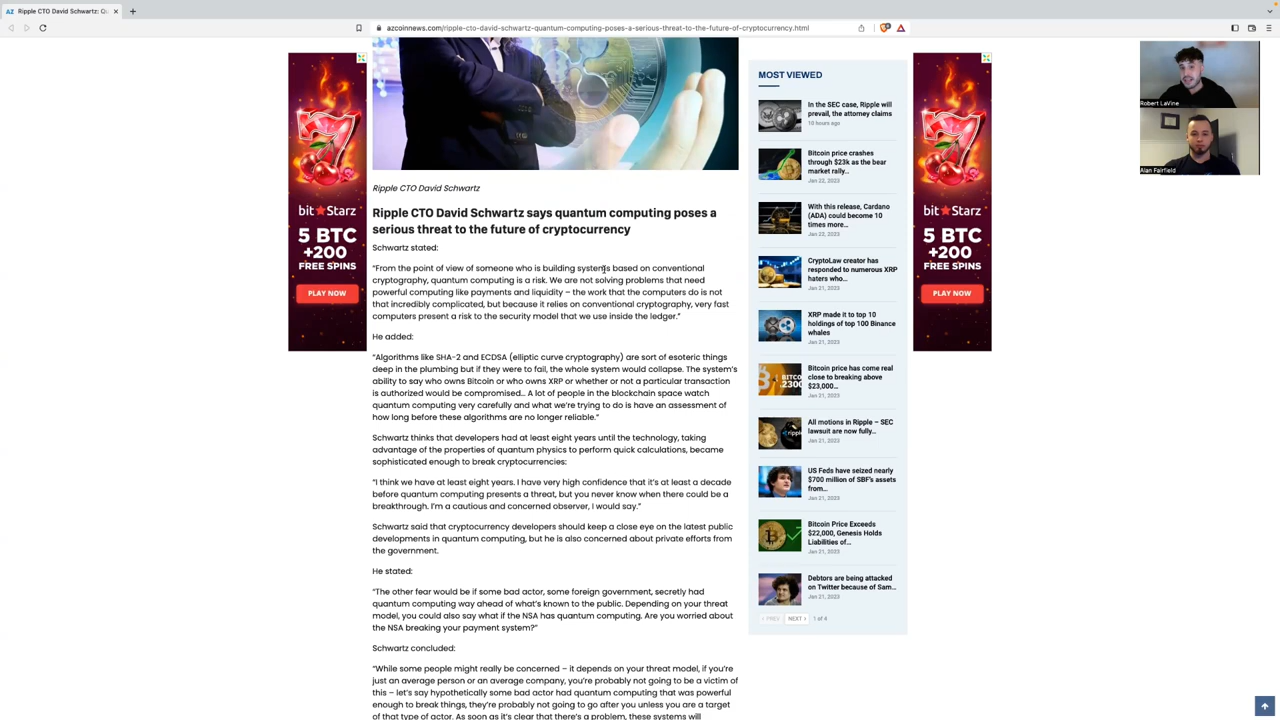 Ripple CTO David Schwartz: Qu
azcoinnews.com/ripple-cto-david-schwartz-quantum-computing-poses-a-serious-threat-to-the-future-of-cryptocurrency.html
Ripple CTO David Schwartz
Ripple CTO David Schwartz says quantum computing poses a
serious threat to the future of cryptocurrency
Schwartz stated:
“From the point of view of someone who is building systems based on conventional
cryptography, quantum computing is a risk. We are not solving problems that need
powerful computing like payments and liquidity – the work that the computers do is not
that incredibly complicated, but because it relies on conventional cryptography, very fast
computers present a risk to the security model that we use inside the ledger.”
He added:
“Algorithms like SHA-2 and ECDSA (elliptic curve cryptography) are sort of esoteric things
deep in the plumbing but if they were to fail, the whole system would collapse. The system’s
ability to say who owns Bitcoin or who owns XRP or whether or not a particular transaction
is authorized would be compromised… A lot of people in the blockchain space watch
quantum computing very carefully and what we’re trying to do is have an assessment of
how long before these algorithms are no longer reliable.”
Schwartz thinks that developers had at least eight years until the technology, taking
advantage of the properties of quantum physics to perform quick calculations, became
sophisticated enough to break cryptocurrencies:
“I think we have at least eight years. I have very high confidence that it’s at least a decade
before quantum computing presents a threat, but you never know when there could be a
breakthrough. I’m a cautious and concerned observer, I would say.”
Schwartz said that cryptocurrency developers should keep a close eye on the latest public
developments in quantum computing, but he is also concerned about private efforts from
the government.
He stated:
“The other fear would be if some bad actor, some foreign government, secretly had
quantum computing way ahead of what’s known to the public. Depending on your threat
model, you could also say what if the NSA has quantum computing. Are you worried about
the NSA breaking your payment system?”
Schwartz concluded:
“While some people might really be concerned – it depends on your threat model, if you’re
just an average person or an average company, you’re probably not going to be a victim of
this – let’s say hypothetically some bad actor had quantum computing that was powerful
enough to break things, they’re probably not going to go after you unless you are a target
of that type of actor. As soon as it’s clear that there’s a problem, these systems will
bitStarz
5 BTC
+200
FREE SPINS
PLAY NOW
MOST VIEWED
In the SEC case, Ripple will
prevail, the attorney claims
10 hours ago
Bitcoin price crashes
through $23k as the bear
market rally…
Jan 22, 2023
With this release, Cardano
(ADA) could become 10
times more…
Jan 22, 2023
CryptoLaw creator has
responded to numerous XRP
haters who…
Jan 21, 2023
XRP made it to top 10
holdings of top 100 Binance
whales
Jan 21, 2023
Bitcoin price has come real
close to breaking above
$23,000…
Jan 21, 2023
All motions in Ripple – SEC
lawsuit are now fully…
Jan 21, 2023
US Feds have seized nearly
$700 million of SBF’s assets
from…
Jan 21, 2023
Bitcoin Price Exceeds
$22,000, Genesis Holds
Liabilities of…
Jan 21, 2023
Debtors are being attacked
on Twitter because of Sam…
Jan 21, 2023
PREV NEXT 1 of 4
bitStarz
5 BTC
+200
FREE SPINS
PLAY NOW
Robert LaVine
Alan Fairfield